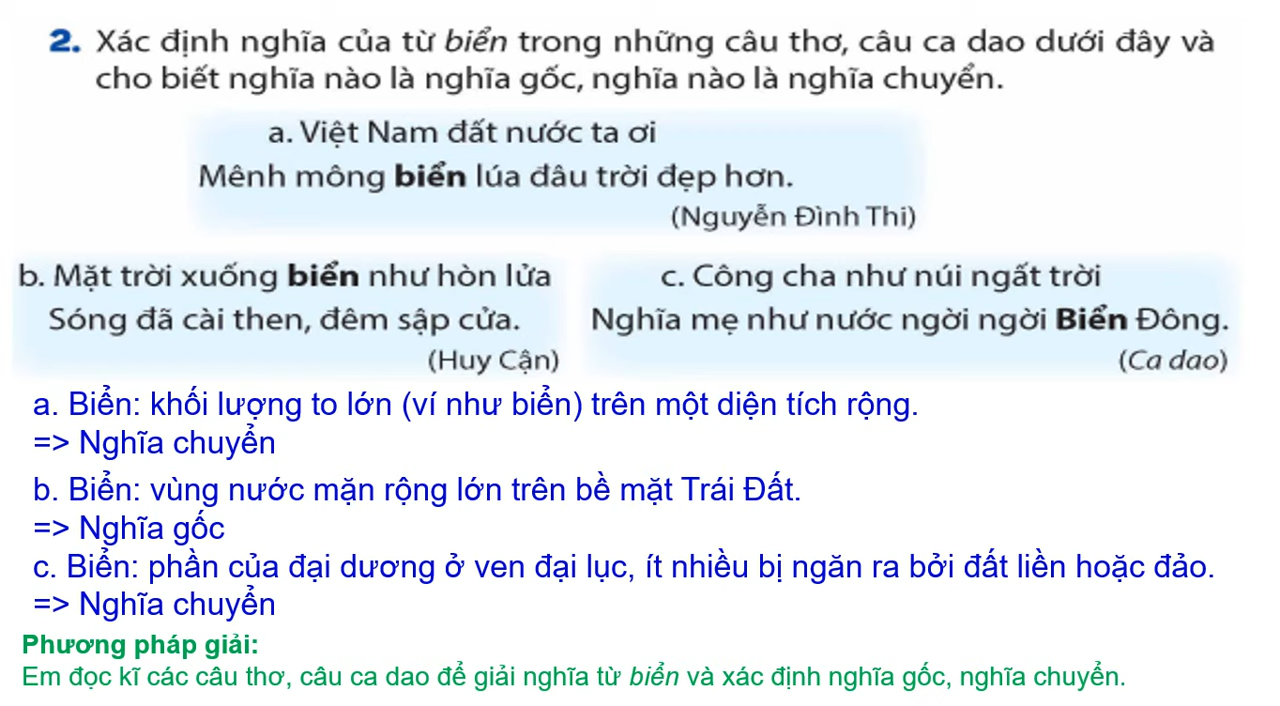 2. Xác định nghĩa của từ biển trong những câu thơ, câu ca dao dưới đây và
cho biết nghĩa nào là nghĩa gốc, nghĩa nào là nghĩa chuyển.
a. Việt Nam đất nước ta ơi
Mênh mông biển lúa đâu trời đẹp hơn.
(Nguyễn Đình Thi)
b. Mặt trời xuống biển như hòn lửa
Sóng đã cài then, đêm sập cửa.
(Huy Cận)
c. Công cha như núi ngất trời
Nghĩa mẹ như nước ngời ngời Biển Đông.
(Ca dao)
a. Biển: khối lượng to lớn (ví như biển) trên một diện tích rộng.
=> Nghĩa chuyển
b. Biển: vùng nước mặn rộng lớn trên bề mặt Trái Đất.
=> Nghĩa gốc
c. Biển: phần của đại dương ở ven đại lục, ít nhiều bị ngăn ra bởi đất liền hoặc đảo.
=> Nghĩa chuyển
Phương pháp giải:
Em đọc kĩ các câu thơ, câu ca dao để giải nghĩa từ biển và xác định nghĩa gốc, nghĩa chuyển.